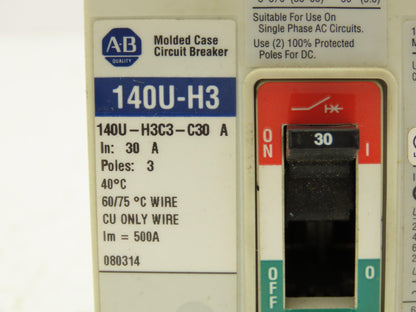 Suitable For Use On
Single Phase AC Circuits.
Use (2) 100% Protected
Poles For DC.
A-B
QUALITY
Molded Case
Circuit Breaker
140U-H3
140U-H3C3-C30 A
In: 30 A
Poles: 3
40°C
60/75 °C WIRE
CU ONLY WIRE
Im = 500A
080314
30
ON
I
OFF
O